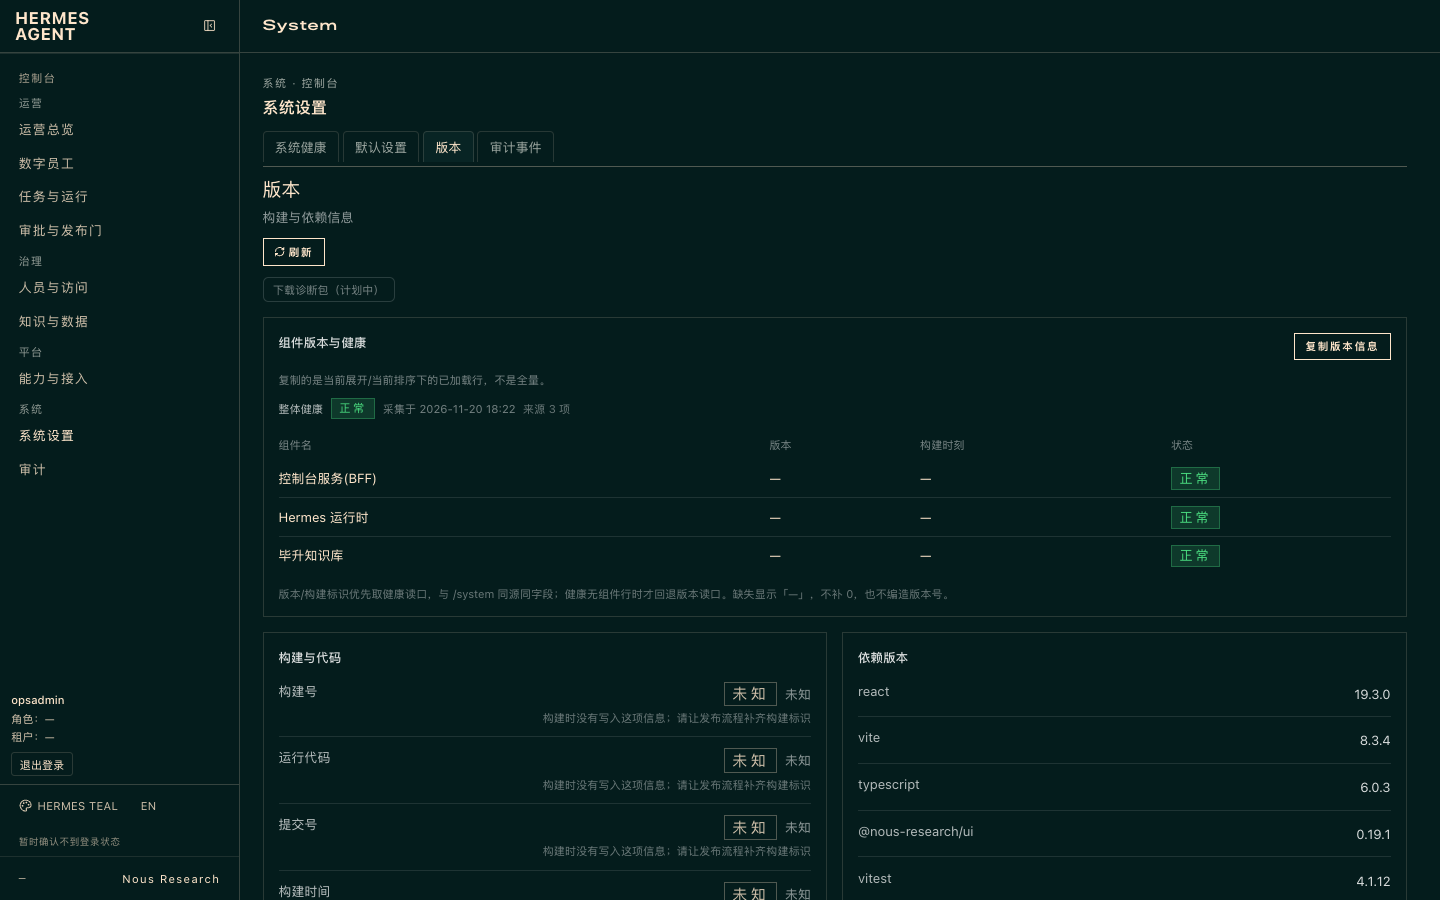 HERMES
AGENT
System
控制台
运营
运营总览
数字员工
任务与运行
审批与发布门
治理
人员与访问
知识与数据
平台
能力与接入
系统
系统设置
审计
opsadmin
角色：—
租户：—
退出登录
HERMES TEAL EN
暂时确认不到登录状态
— Nous Research
系统 · 控制台
系统设置
系统健康 默认设置 版本 审计事件
版本
构建与依赖信息
刷新
下载诊断包（计划中）
组件版本与健康
复制版本信息
复制的是当前展开/当前排序下的已加载行，不是全量。
整体健康 正常 采集于 2026-11-20 18:22 来源 3 项
组件名 版本 构建时刻 状态
控制台服务(BFF) — — 正常
Hermes 运行时 — — 正常
毕升知识库 — — 正常
版本/构建标识优先取健康读口，与 /system 同源同字段；健康无组件行时才回退版本读口。缺失显示「—」，不补 0，也不编造版本号。
构建与代码
构建号 未知 未知
构建时没有写入这项信息；请让发布流程补齐构建标识
运行代码 未知 未知
构建时没有写入这项信息；请让发布流程补齐构建标识
提交号 未知 未知
构建时没有写入这项信息；请让发布流程补齐构建标识
构建时间 未知 未知
依赖版本
react 19.3.0
vite 8.3.4
typescript 6.0.3
@nous-research/ui 0.19.1
vitest 4.1.12